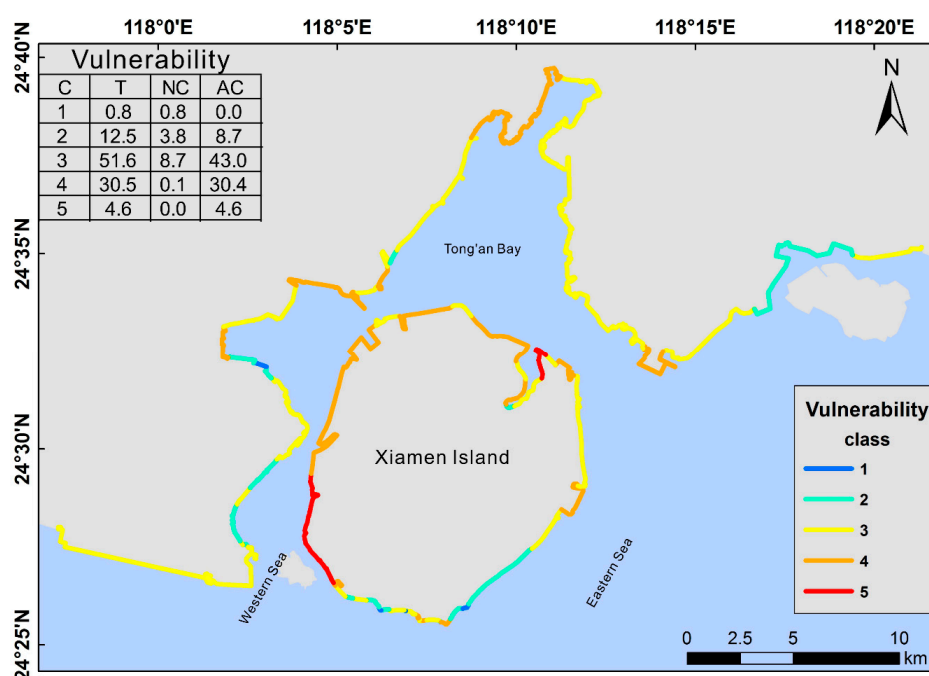 118°0'E 118°5'E 118°10'E 118°15'E 118°20'E
24°40'N
24°35'N
24°30'N
24°25'N
Vulnerability
C T NC AC
1 0.8 0.8 0.0
2 12.5 3.8 8.7
3 51.6 8.7 43.0
4 30.5 0.1 30.4
5 4.6 0.0 4.6
N
Tong'an Bay
Xiamen Island
Western Sea
Eastern Sea
Vulnerability
class
1
2
3
4
5
0 2.5 5 10
km